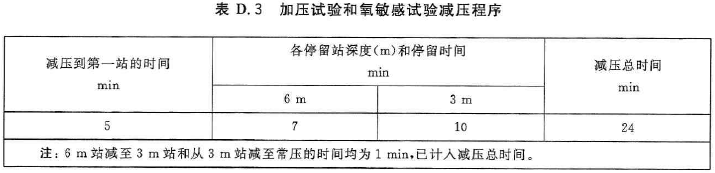 表 D.3 加压试验和氧敏感试验减压程序
减压到第一站的时间
min
各停留站深度(m)和停留时间
min
减压总时间
min
6 m
3 m
5
7
10
24
注：6 m 站减至 3 m 站和从 3 m 站减至常压的时间均为 1 min,已计入减压总时间。